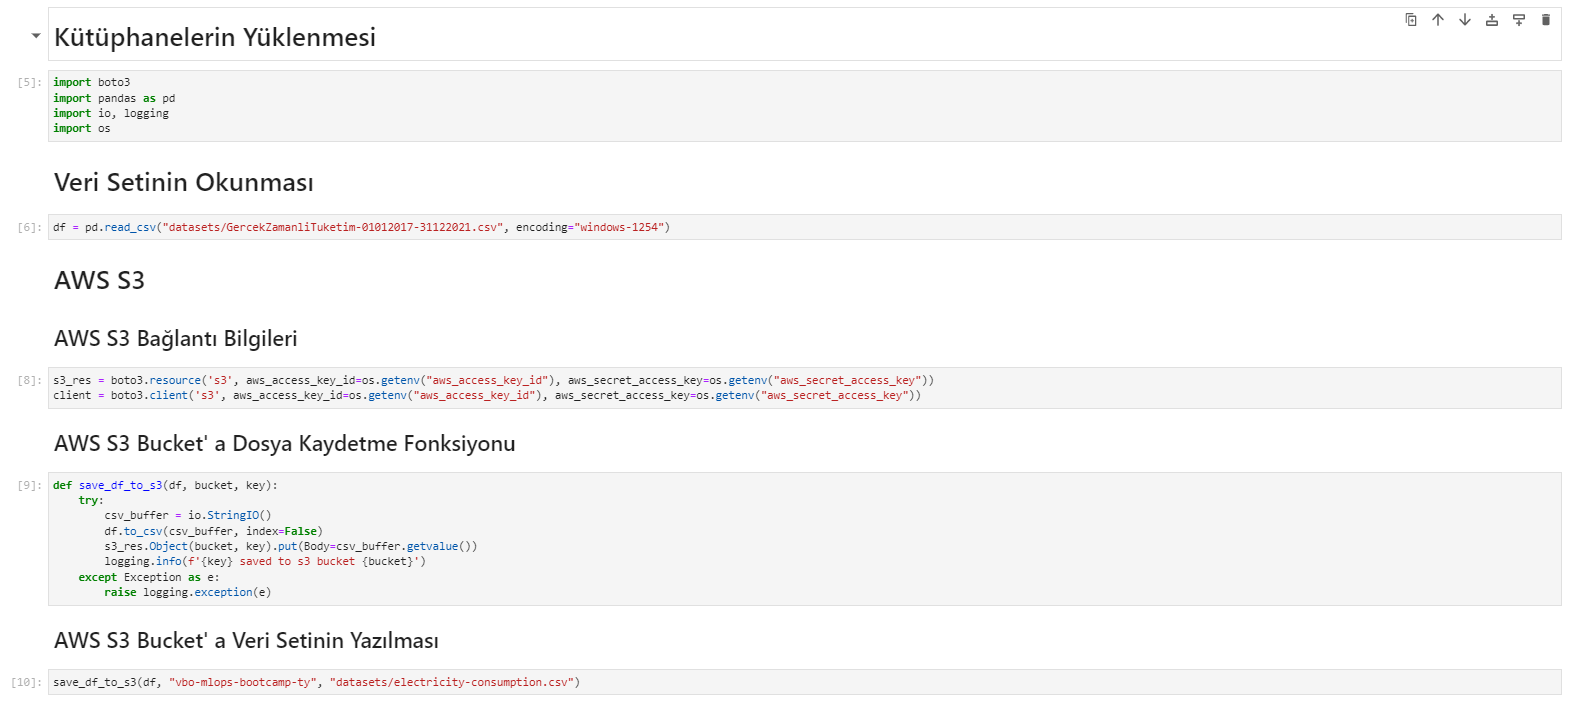 Kütüphanelerin Yüklenmesi
[5]:
import boto3
import pandas as pd
import io, logging
import os
Veri Setinin Okunması
[6]:
df = pd.read_csv("datasets/GercekZamanliTuketim-01012017-31122021.csv", encoding="windows-1254")
AWS S3
AWS S3 Bağlantı Bilgileri
[8]:
s3_res = boto3.resource('s3', aws_access_key_id=os.getenv("aws_access_key_id"), aws_secret_access_key=os.getenv("aws_secret_access_key"))
client = boto3.client('s3', aws_access_key_id=os.getenv("aws_access_key_id"), aws_secret_access_key=os.getenv("aws_secret_access_key"))
AWS S3 Bucket' a Dosya Kaydetme Fonksiyonu
[9]:
def save_df_to_s3(df, bucket, key):
    try:
        csv_buffer = io.StringIO()
        df.to_csv(csv_buffer, index=False)
        s3_res.Object(bucket, key).put(Body=csv_buffer.getvalue())
        logging.info(f'{key} saved to s3 bucket {bucket}')
    except Exception as e:
        raise logging.exception(e)
AWS S3 Bucket' a Veri Setinin Yazılması
[10]:
save_df_to_s3(df, "vbo-mlops-bootcamp-ty", "datasets/electricity-consumption.csv")